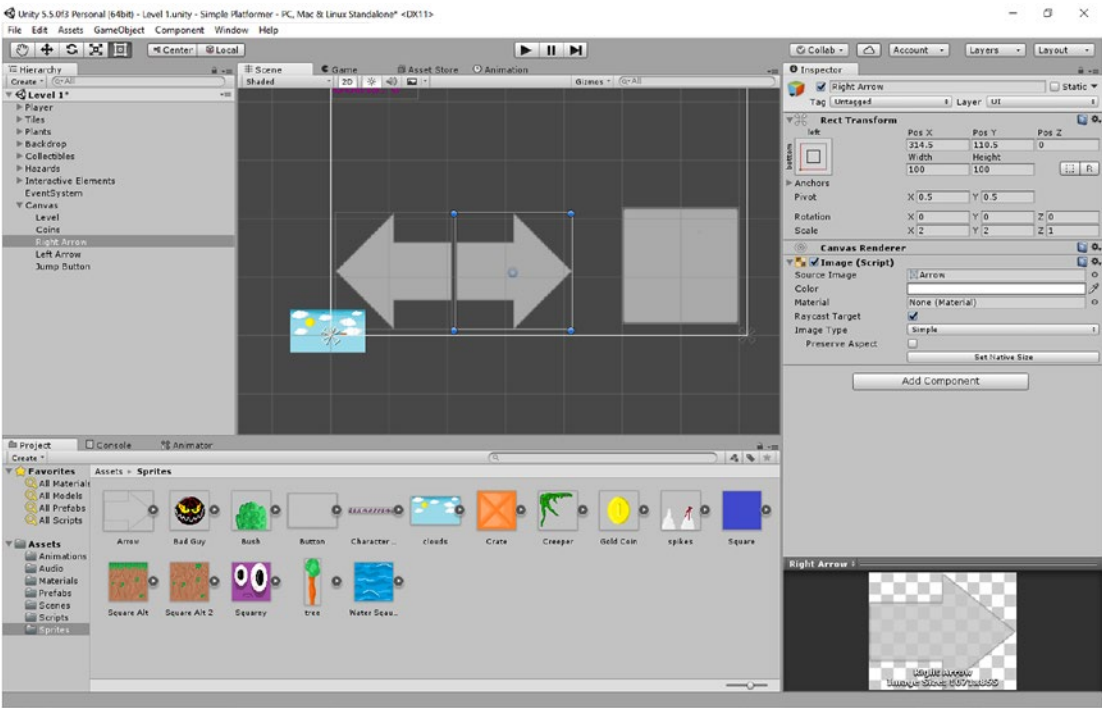 Unity 5.5.0f3 Personal (64bit) - Level 1.unity - Simple Platformer - PC, Mac & Linux Standalone* <DX11>
File Edit Assets GameObject Component Window Help
Center Local Collab Account Layers Layout
Hierarchy
Create All
Level 1*
Player
Tiles
Plants
Backdrop
Collectibles
Hazards
Interactive Elements
EventSystem
Canvas
Level
Coins
Right Arrow
Left Arrow
Jump Button
Scene Game Asset Store Animation
Shaded 2D Gizmos All
Inspector
Right Arrow Static
Tag Untagged Layer UI
Rect Transform
left Pos X Pos Y Pos Z
bottom 314.5 110.5 0
Width Height
100 100 R
Anchors
Pivot X 0.5 Y 0.5
Rotation X 0 Y 0 Z 0
Scale X 2 Y 2 Z 1
Canvas Renderer
Image (Script)
Source Image Arrow
Color
Material None (Material)
Raycast Target
Image Type Simple
Preserve Aspect
Set Native Size
Add Component
Project Console Animator
Create
Favorites
All Materials
All Models
All Prefabs
All Scripts
Assets
Animations
Audio
Materials
Prefabs
Scenes
Scripts
Sprites
Assets Sprites
Arrow Bad Guy Bush Button Character... clouds Crate Creeper Gold Coin spikes Square
Square Alt Square Alt 2 Squarey tree Water Squa...
Right Arrow
Right Arrow
Image Size: 1071x855